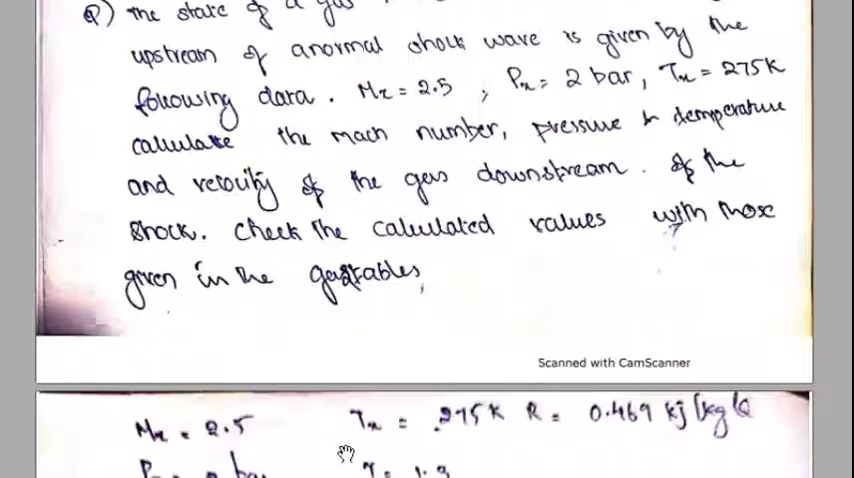 Q) the state of a gas
upstream of anormal shock wave is given by the
following data. Mx = 2.5 , Px = 2 bar, Tx = 275K
calculate the mach number, pressure & temperature
and velocity of the gas downstream. of the
shock. check the calculated values with those
given in the gastables,
Scanned with CamScanner
Mx = 2.5 Tx = 275K R = 0.469 kj/kg K